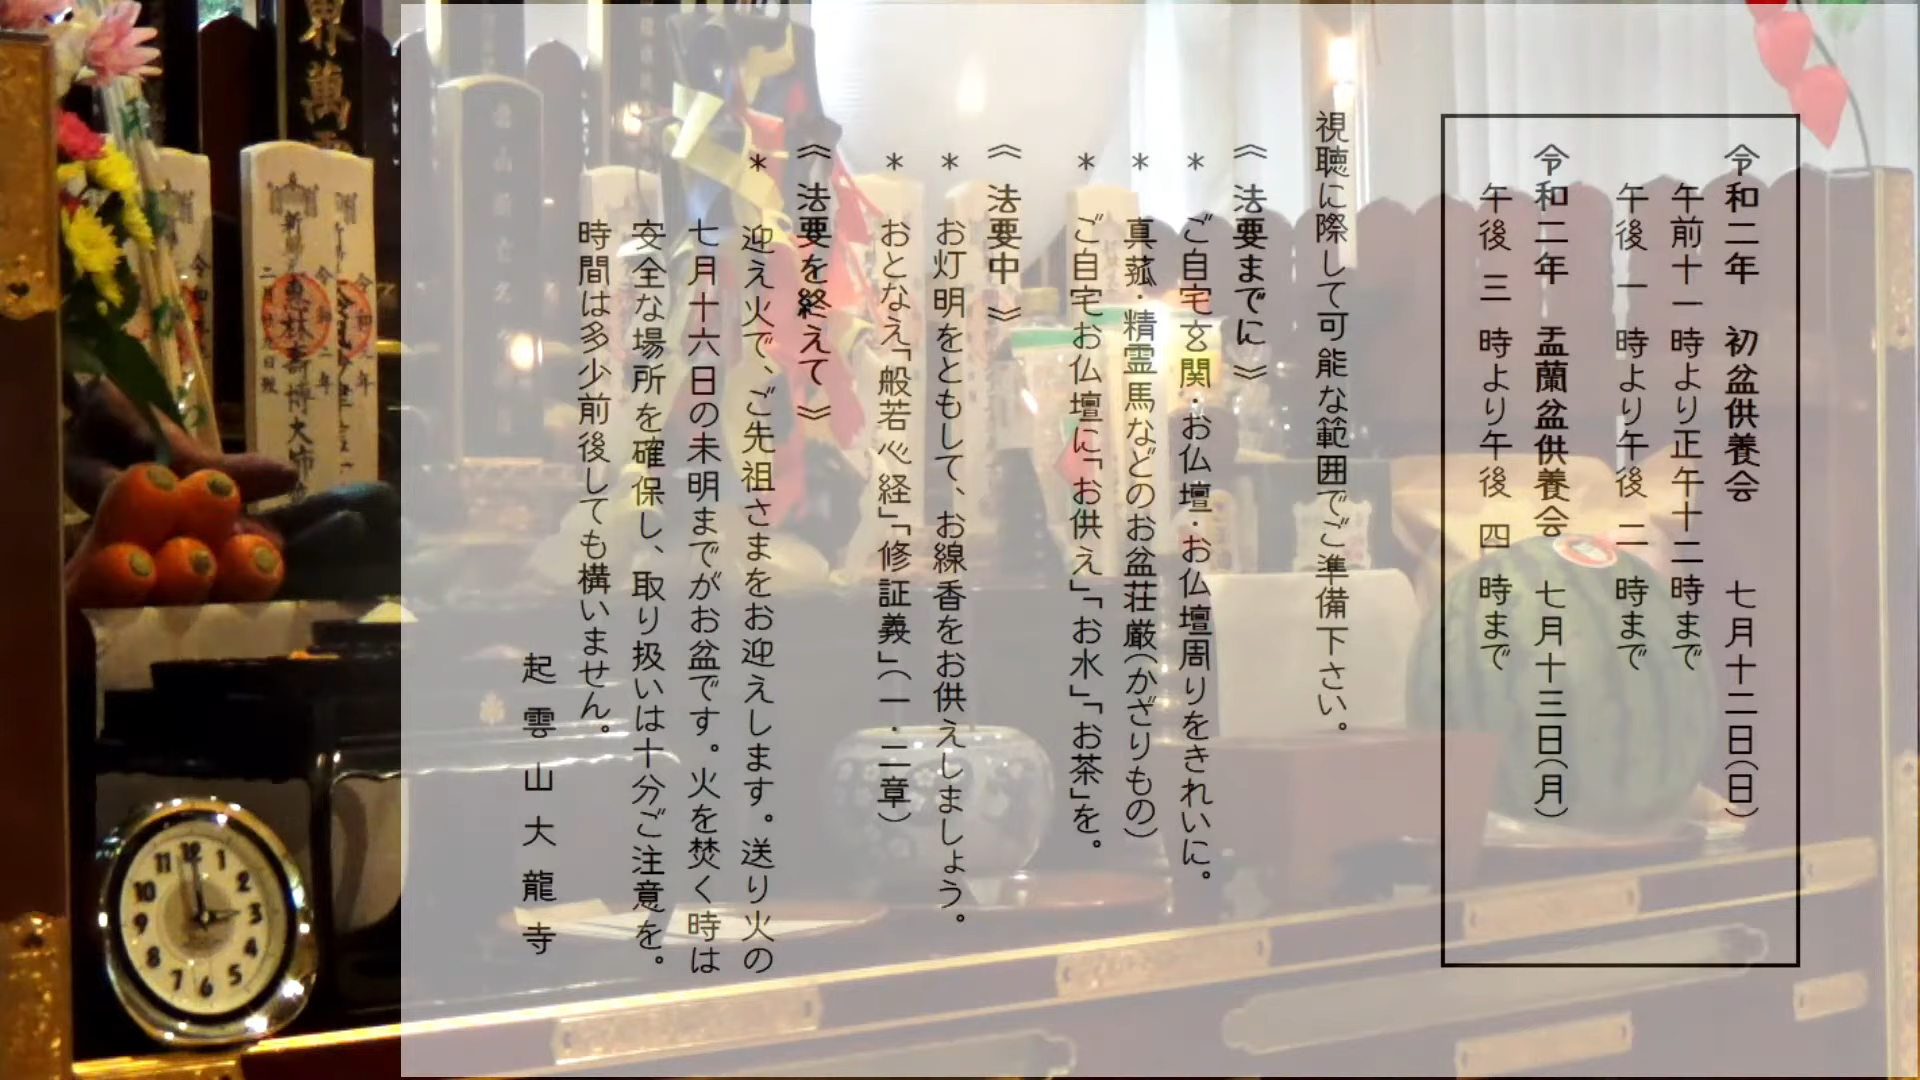 令和二年 初盆供養会 七月十二日(日)
午前十一時より正午十二時まで
午後 一 時より午後 二 時まで
令和二年 盂蘭盆供養会 七月十三日(月)
午後 三 時より午後 四 時まで
視聴に際して可能な範囲でご準備下さい。
《 法要までに 》
* ご自宅玄関・お仏壇・お仏壇周りをきれいに。
* 真菰・精霊馬などのお盆荘厳(かざりもの)
* ご自宅お仏壇に「お供え」「お水」「お茶」を。
《 法要中 》
* お灯明をともして、お線香をお供えしましょう。
* おとなえ「般若心経」「修証義」(一・二章)
《 法要を終えて 》
* 迎え火で、ご先祖さまをお迎えします。送り火の
七月十六日の未明までがお盆です。火を焚く時は
安全な場所を確保し、取り扱いは十分ご注意を。
時間は多少前後しても構いません。
起雲山大龍寺
界萬
12 1 2 3 4 5 6 7 8 9 10 11